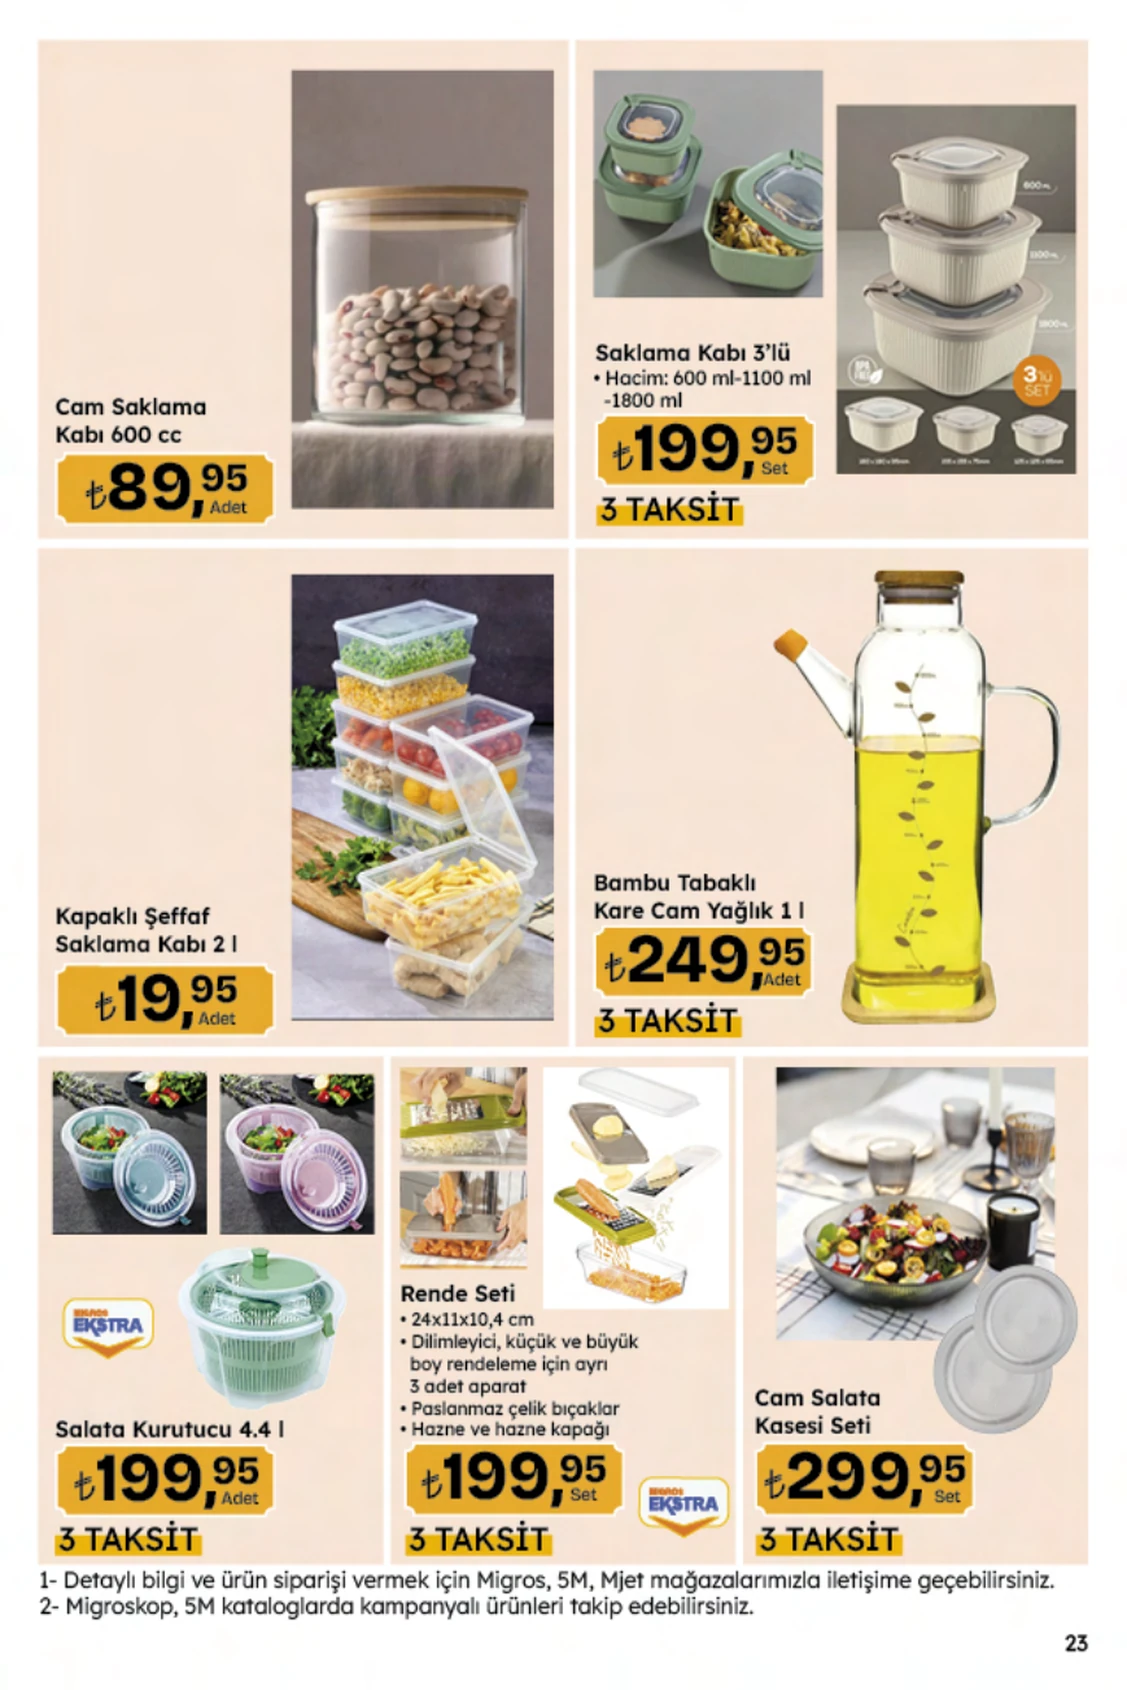 Cam Saklama
Kabı 600 cc
₺89,95
Adet
600 ML
1100 ML
1800 ML
BPA
FREE
3'lü
SET
Saklama Kabı 3'lü
• Hacim: 600 ml-1100 ml
-1800 ml
₺199,95
Set
3 TAKSİT
Kapaklı Şeffaf
Saklama Kabı 2 l
₺19,95
Adet
Bambu Tabaklı
Kare Cam Yağlık 1 l
₺249,95
Adet
3 TAKSİT
MIGROS
EKSTRA
Salata Kurutucu 4.4 l
₺199,95
Adet
3 TAKSİT
Rende Seti
• 24x11x10,4 cm
• Dilimleyici, küçük ve büyük
boy rendeleme için ayrı
3 adet aparat
• Paslanmaz çelik bıçaklar
• Hazne ve hazne kapağı
₺199,95
Set
3 TAKSİT
MIGROS
EKSTRA
Cam Salata
Kasesi Seti
₺299,95
Set
3 TAKSİT
1- Detaylı bilgi ve ürün siparişi vermek için Migros, 5M, Mjet mağazalarımızla iletişime geçebilirsiniz.
2- Migroskop, 5M kataloglarda kampanyalı ürünleri takip edebilirsiniz.
23